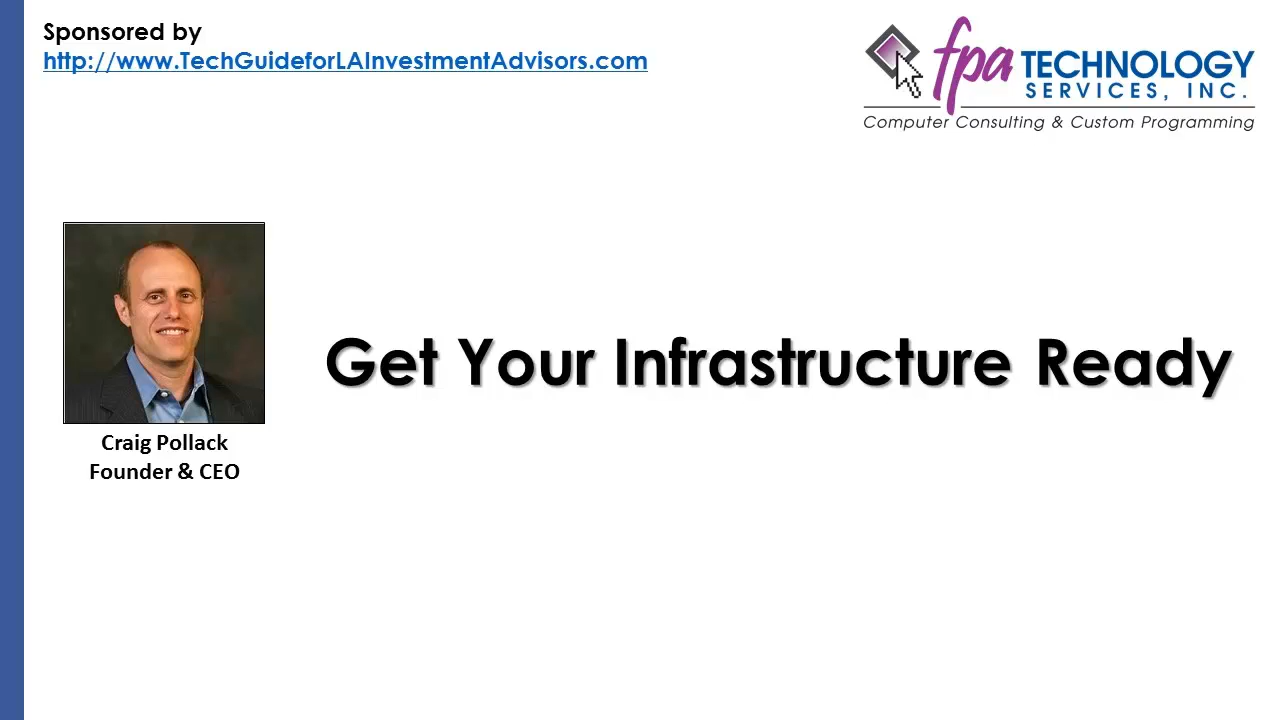 Sponsored by
http://www.TechGuideforLAInvestmentAdvisors.com
fpa TECHNOLOGY
SERVICES, INC.
Computer Consulting & Custom Programming
Get Your Infrastructure Ready
Craig Pollack
Founder & CEO